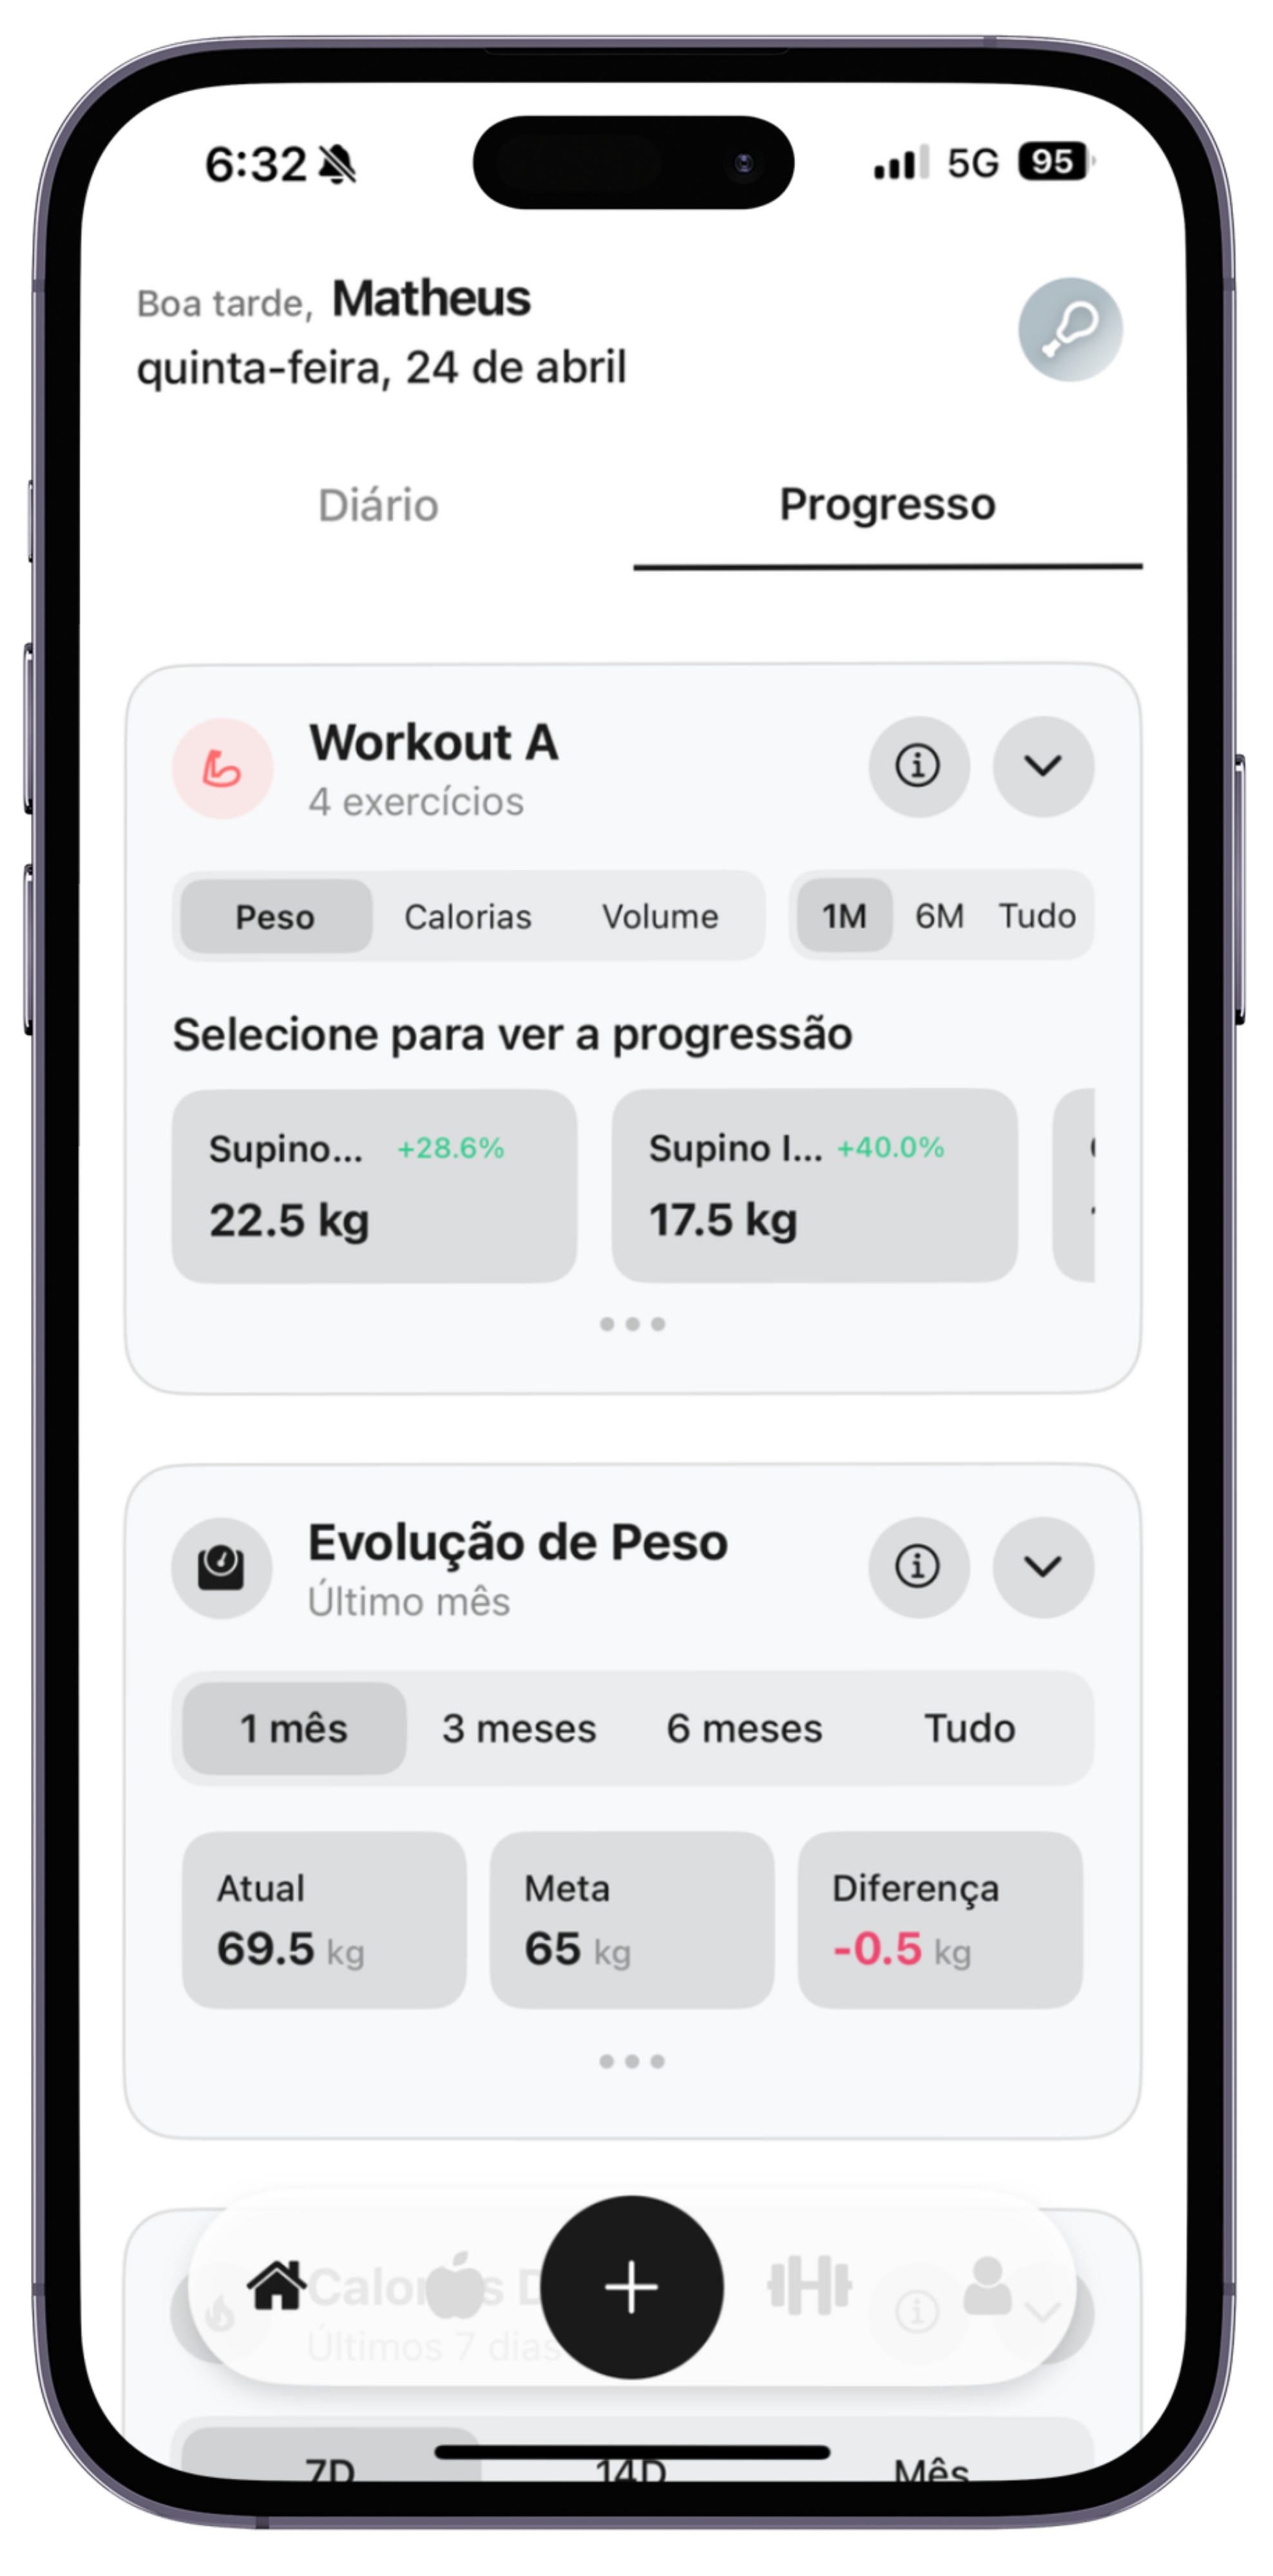 6:32 5G 95
Boa tarde, Matheus
quinta-feira, 24 de abril
Diário Progresso
Workout A
4 exercícios
Peso Calorias Volume 1M 6M Tudo
Selecione para ver a progressão
Supino... +28.6% Supino I... +40.0%
22.5 kg 17.5 kg
Evolução de Peso
Último mês
1 mês 3 meses 6 meses Tudo
Atual Meta Diferença
69.5 kg 65 kg -0.5 kg
Últimos 7 dias
7D 14D Mês